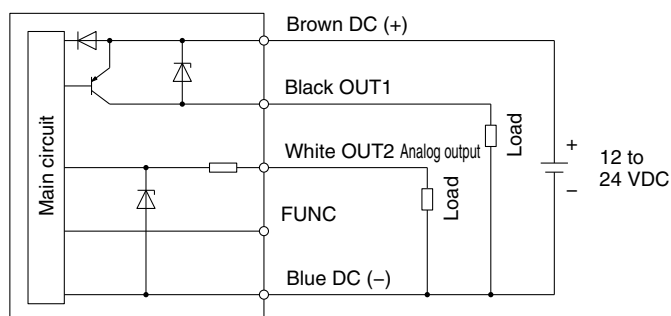 Main circuit
Brown DC (+)
Black OUT1
White OUT2 Analog output
FUNC
Blue DC (−)
Load
Load
+
−
12 to
24 VDC